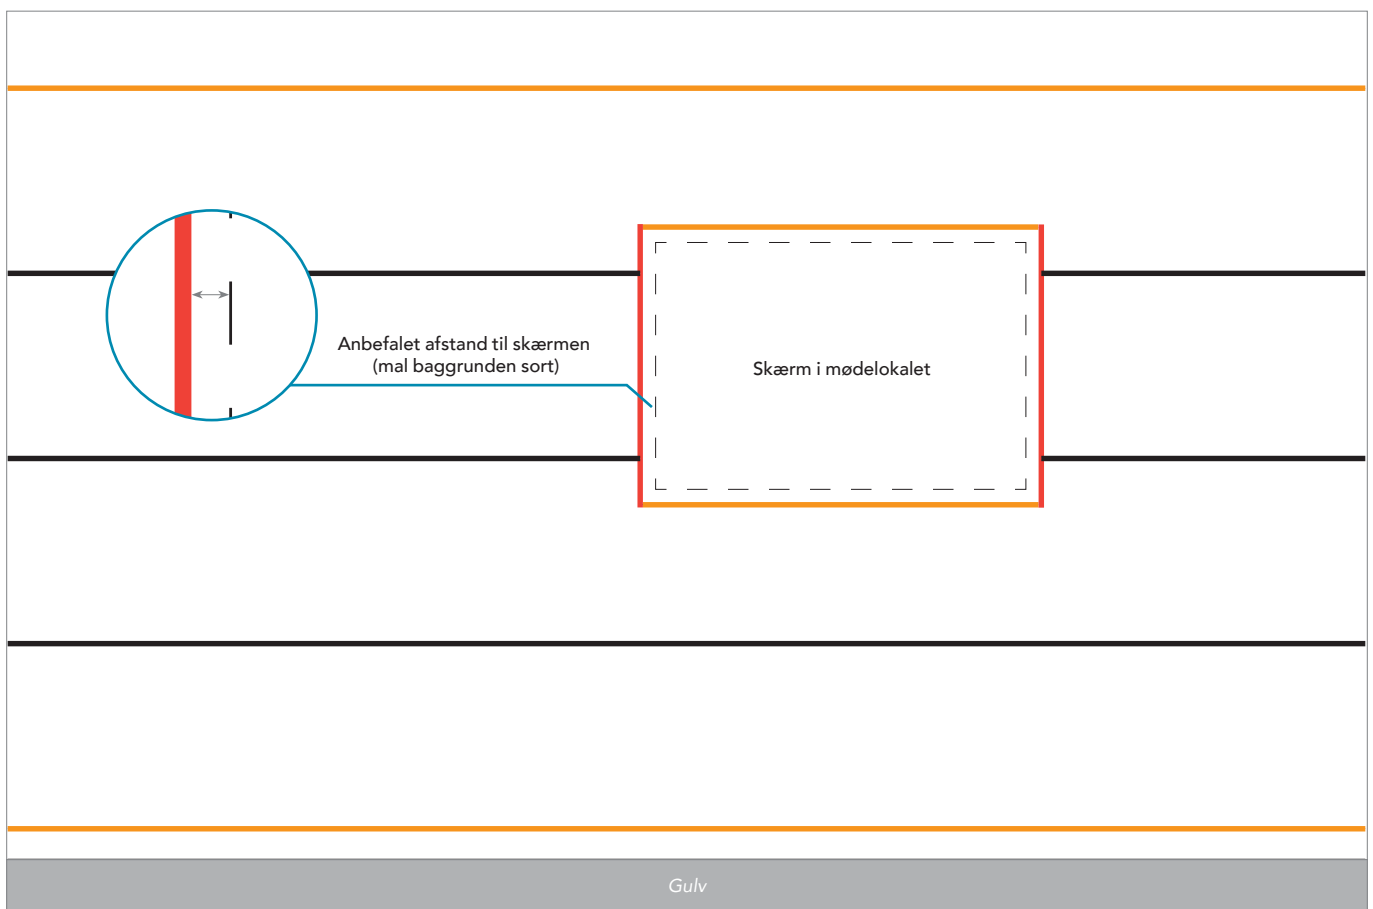 Anbefalet afstand til skærmen
(mal baggrunden sort)
Skærm i mødelokalet
Gulv